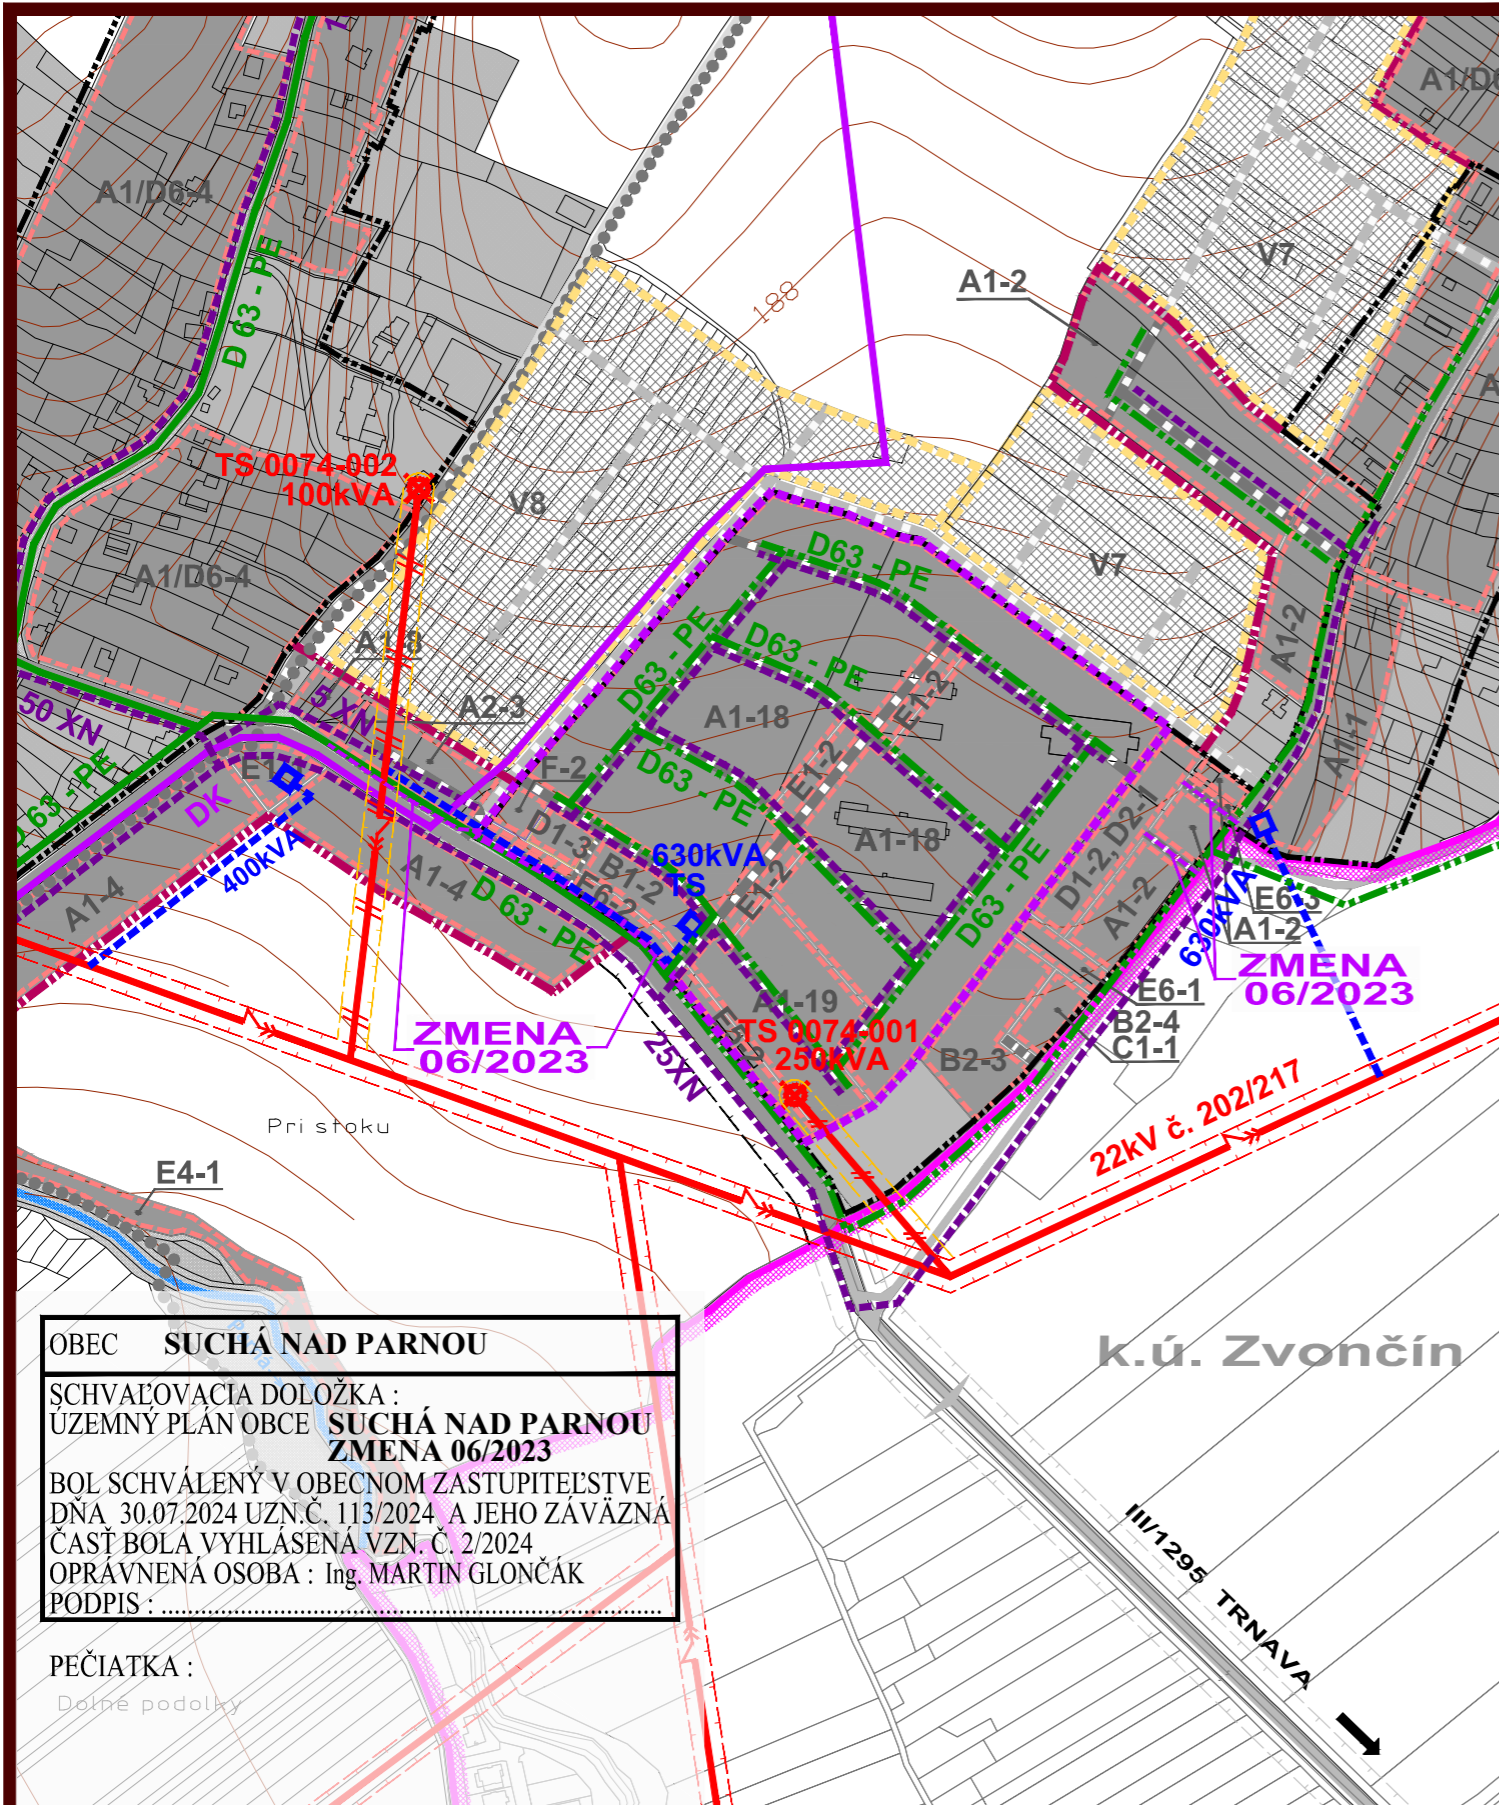 A1/D6-4
D 63 - PE
188
A1-2
V7
TS 0074-002
100kVA
V8
A1/D6-4
V7
D63 - PE
D63 - PE
D63 - PE
A1-8
A2-3
50 XN
5 XN
A1-18
E1-2
E1-2
A1-2
A1-1
F-2
D63 - PE
D 63 - PE
DK
400kVA
D1-3
B1-2
E6-2
630kVA
TS
E1-2
A1-18
D1-2, D2-1
A1-4
A1-4
D 63 - PE
D63 - PE
A1-2
E6-3
A1-2
630kVA
ZMENA
06/2023
E6-1
B2-4
C1-1
A1-19
TS 0074-001
250kVA
B2-3
ZMENA
06/2023
25XN
22kV č. 202/217
Pri stoku
E4-1
k.ú. Zvončín
OBEC SUCHÁ NAD PARNOU
SCHVAĽOVACIA DOLOŽKA :
ÚZEMNÝ PLÁN OBCE SUCHÁ NAD PARNOU
ZMENA 06/2023
BOL SCHVÁLENÝ V OBECNOM ZASTUPITEĽSTVE
DŇA 30.07.2024 UZN.Č. 113/2024 A JEHO ZÁVÄZNÁ
ČASŤ BOLA VYHLÁSENÁ VZN. Č. 2/2024
OPRÁVNENÁ OSOBA : Ing. MARTIN GLONČÁK
PODPIS : ........................................................................
PEČIATKA :
Dolné podolky
III/1295 TRNAVA